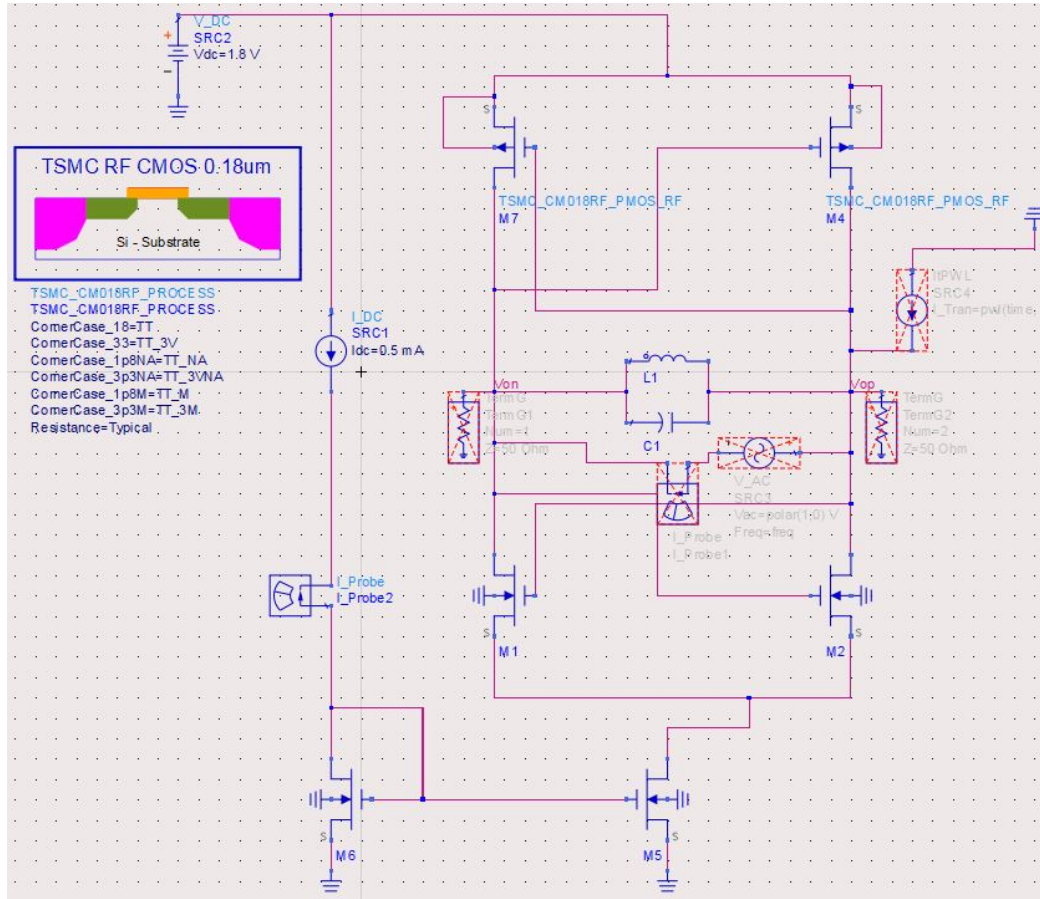 V_DC
SRC2
Vdc=1.8 V
TSMC RF CMOS 0.18um
Si - Substrate
TSMC_CM018RF_PROCESS
TSMC_CM018RF_PROCESS
CornerCase_18=TT
CornerCase_33=TT_3V
CornerCase_1p8NA=TT_NA
CornerCase_3p3NA=TT_3VNA
CornerCase_1p8M=TT_M
CornerCase_3p3M=TT_3M
Resistance=Typical
I_DC
SRC1
Idc=0.5 mA
S
S
TSMC_CM018RF_PMOS_RF
M7
TSMC_CM018RF_PMOS_RF
M4
ItPWL
SRC4
I_Tran=pwl(time,
L1
C1
Von
TermG
TermG1
Num=1
Z=50 Ohm
Vop
TermG
TermG2
Num=2
Z=50 Ohm
V_AC
SRC3
Vac=polar(1,0) V
Freq=freq
I_Probe
I_Probe1
I_Probe
I_Probe2
S
M1
S
M2
S
M6
S
M5